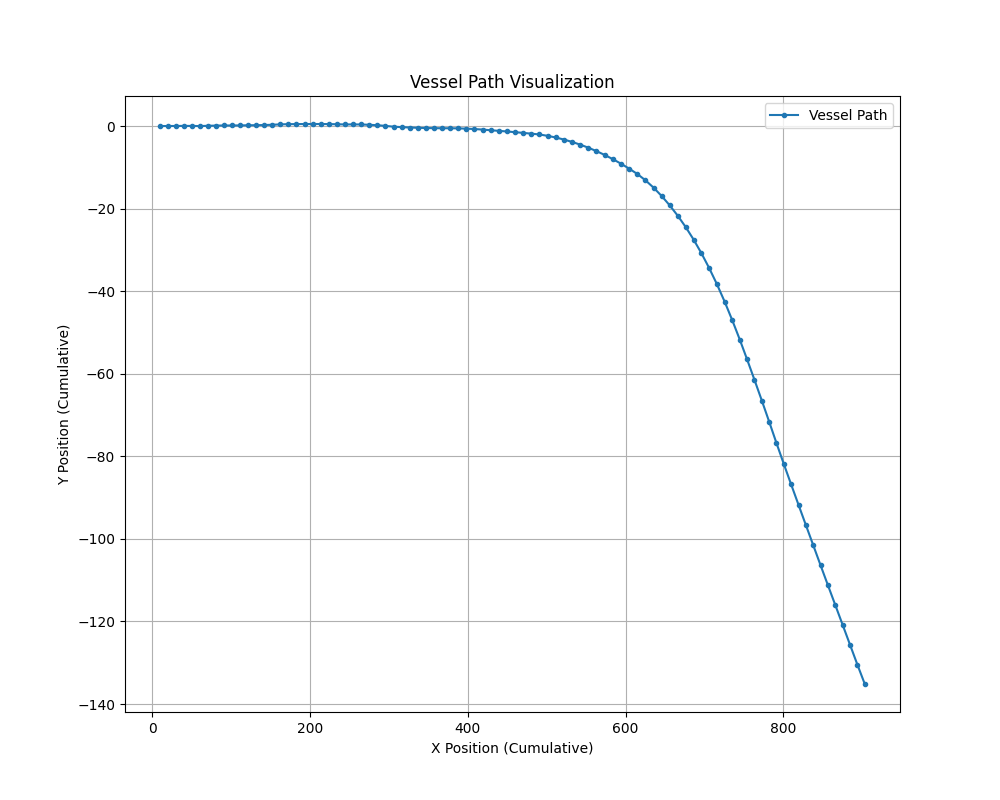 Vessel Path Visualization
Vessel Path
0
−20
−40
−60
−80
−100
−120
−140
Y Position (Cumulative)
0 200 400 600 800
X Position (Cumulative)